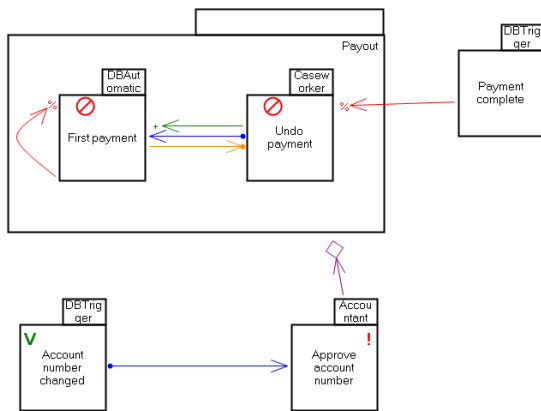 Payout
DBAut
omatic
%
First payment
+
Casew
orker
%
Undo
payment
DBTrig
ger
Payment
complete
DBTrig
ger
V
Account
number
changed
Accou
ntant
!
Approve
account
number